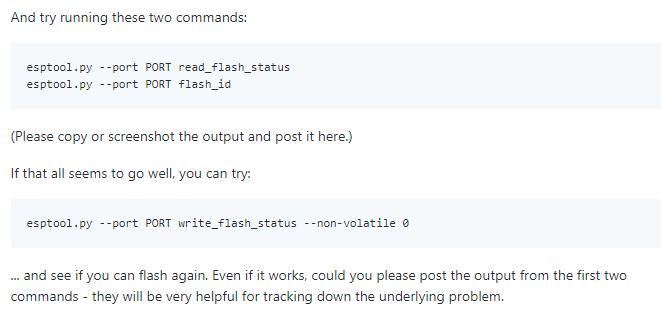 And try running these two commands:
esptool.py --port PORT read_flash_status
esptool.py --port PORT flash_id
(Please copy or screenshot the output and post it here.)
If that all seems to go well, you can try:
esptool.py --port PORT write_flash_status --non-volatile 0
... and see if you can flash again. Even if it works, could you please post the output from the first two
commands - they will be very helpful for tracking down the underlying problem.